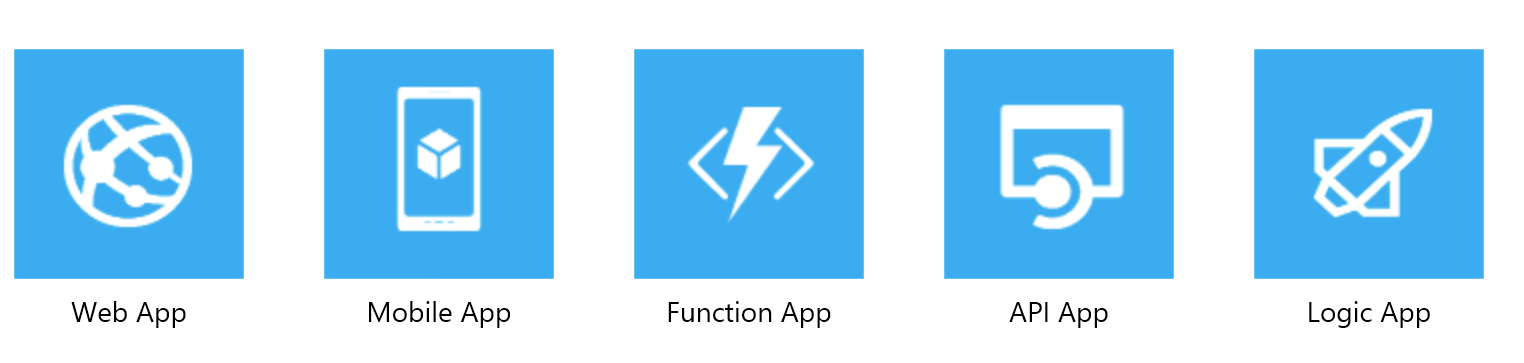 Web App
Mobile App
Function App
API App
Logic App